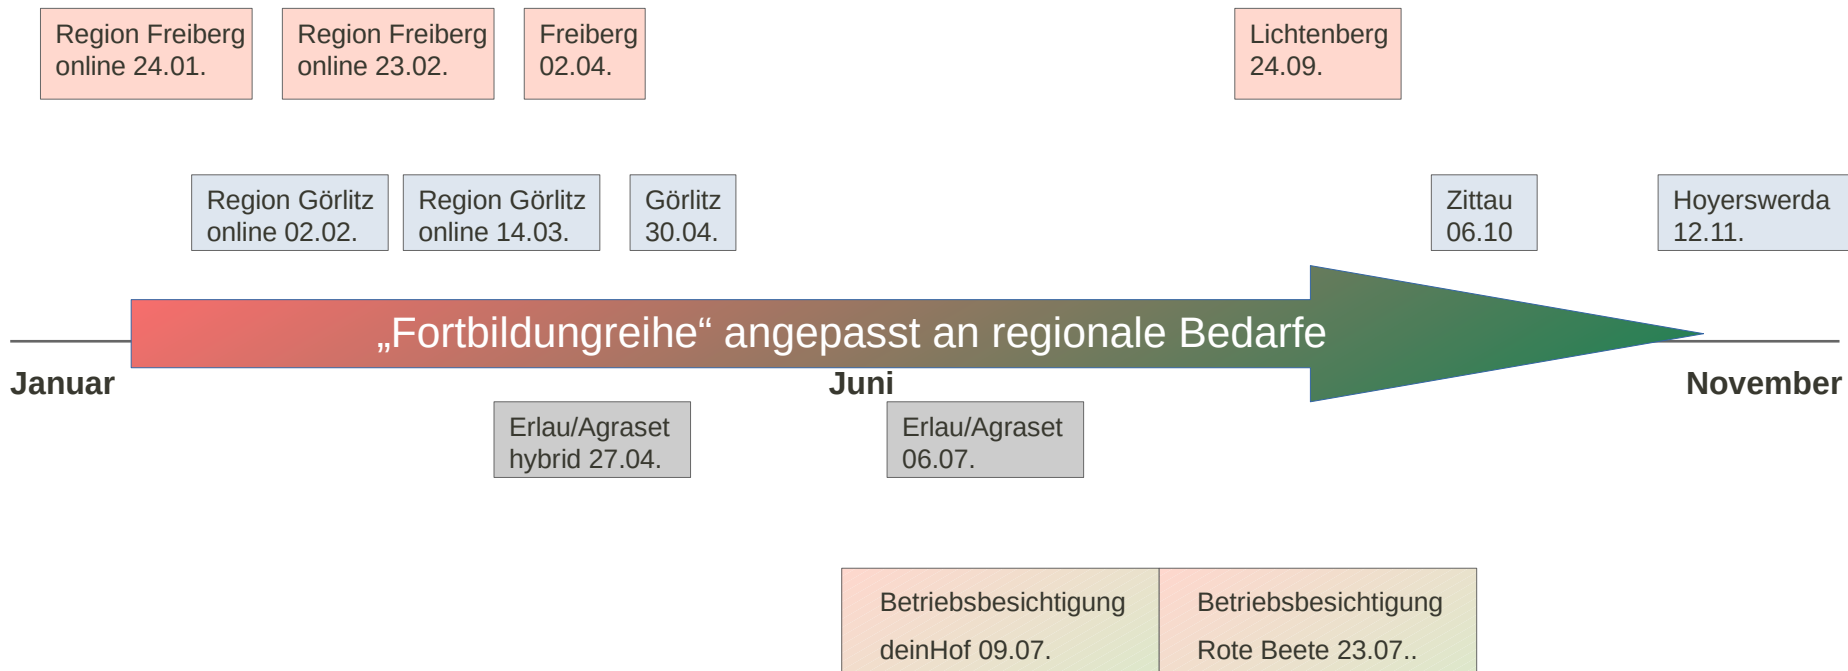 Region Freiberg
online 24.01.
Region Freiberg
online 23.02.
Freiberg
02.04.
Lichtenberg
24.09.
Region Görlitz
online 02.02.
Region Görlitz
online 14.03.
Görlitz
30.04.
Zittau
06.10
Hoyerswerda
12.11.
„Fortbildungreihe“ angepasst an regionale Bedarfe
Januar
Juni
November
Erlau/Agraset
hybrid 27.04.
Erlau/Agraset
06.07.
Betriebsbesichtigung
deinHof 09.07.
Betriebsbesichtigung
Rote Beete 23.07..